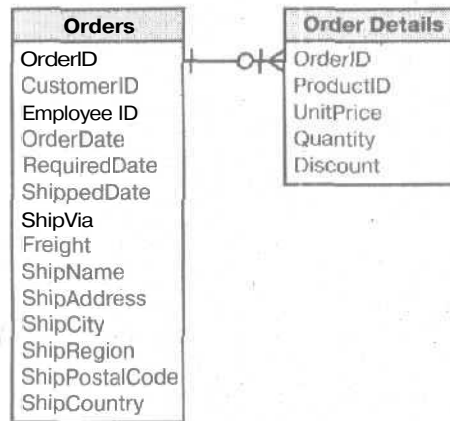 Orders
OrderID
CustomerID
Employee ID
OrderDate
RequiredDate
ShippedDate
ShipVia
Freight
ShipName
ShipAddress
ShipCity
ShipRegion
ShipPostalCode
ShipCountry
Order Details
OrderID
ProductID
UnitPrice
Quantity
Discount